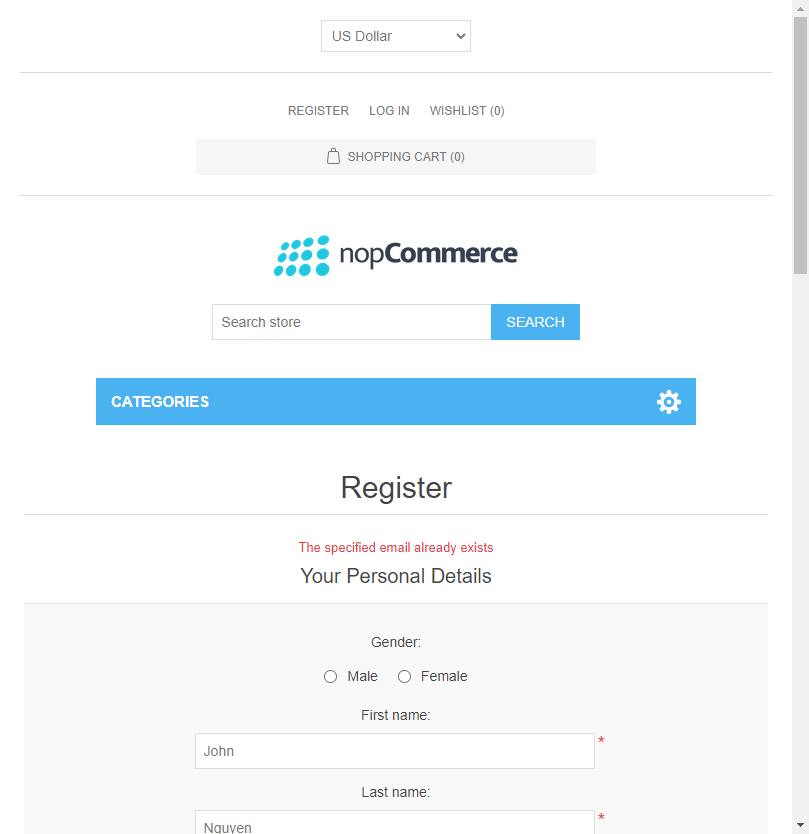 US Dollar
REGISTER LOG IN WISHLIST (0)
SHOPPING CART (0)
nopCommerce
Search store SEARCH
CATEGORIES
Register
The specified email already exists
Your Personal Details
Gender:
Male Female
First name:
John *
Last name:
Nguyen *